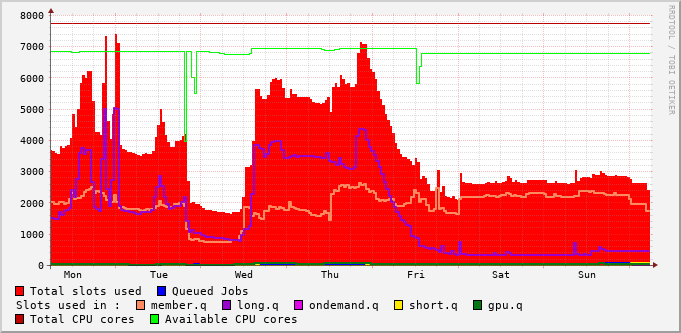 8000
7000
6000
5000
4000
3000
2000
1000
0
Mon Tue Wed Thu Fri Sat Sun
Total slots used Queued Jobs
Slots used in : member.q long.q ondemand.q short.q gpu.q
Total CPU cores Available CPU cores
RRDTOOL / TOBI OETIKER